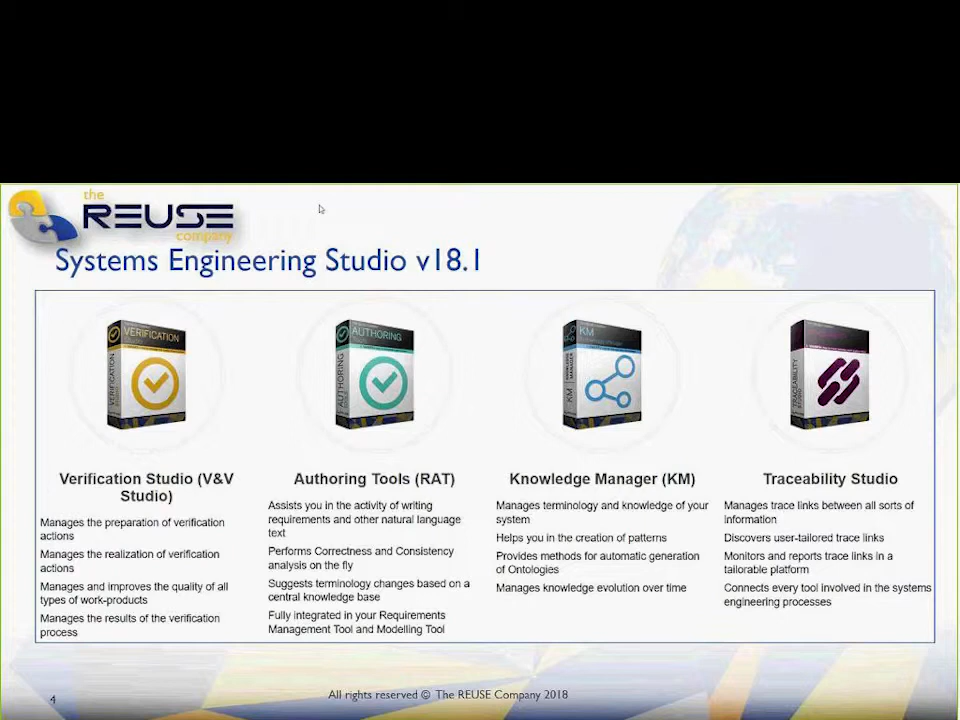 the
REUSE
company
Systems Engineering Studio v18.1
VERIFICATION
VERIFICATION
AUTHORING
AUTHORING
KM
KM
TRACEABILITY
Verification Studio (V&V
Studio)
Manages the preparation of verification
actions
Manages the realization of verification
actions
Manages and improves the quality of all
types of work-products
Manages the results of the verification
process
Authoring Tools (RAT)
Assists you in the activity of writing
requirements and other natural language
text
Performs Correctness and Consistency
analysis on the fly
Suggests terminology changes based on a
central knowledge base
Fully integrated in your Requirements
Management Tool and Modelling Tool
Knowledge Manager (KM)
Manages terminology and knowledge of your
system
Helps you in the creation of patterns
Provides methods for automatic generation
of Ontologies
Manages knowledge evolution over time
Traceability Studio
Manages trace links between all sorts of
information
Discovers user-tailored trace links
Monitors and reports trace links in a
tailorable platform
Connects every tool involved in the systems
engineering processes
4
All rights reserved © The REUSE Company 2018